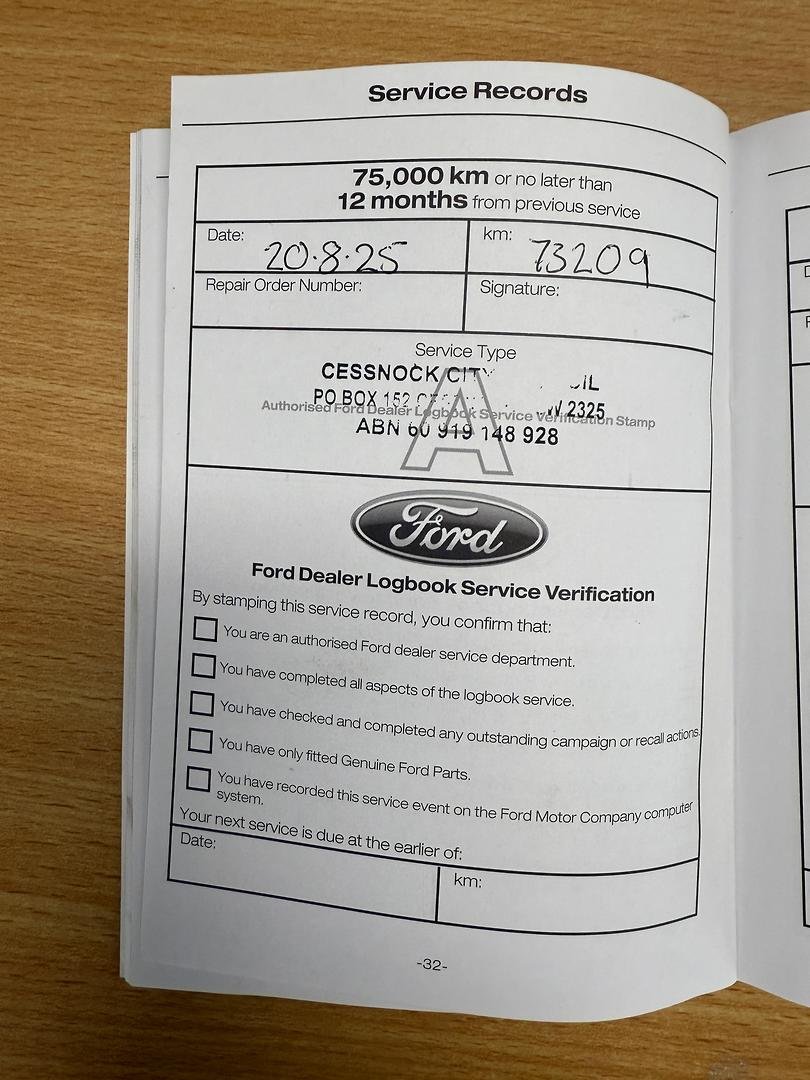 Service Records
75,000 km or no later than
12 months from previous service
Date: 20.8.25
km: 73209
Repair Order Number:
Signature:
Service Type
A
CESSNOCK CITY
PO BOX 152 2325
Authorised Ford Dealer Logbook Service Verification Stamp
ABN 60 919 148 928
Ford
Ford Dealer Logbook Service Verification
By stamping this service record, you confirm that:
You are an authorised Ford dealer service department.
You have completed all aspects of the logbook service.
You have checked and completed any outstanding campaign or recall actions.
You have only fitted Genuine Ford Parts.
You have recorded this service event on the Ford Motor Company computer
system.
Your next service is due at the earlier of:
Date:
km:
-32-